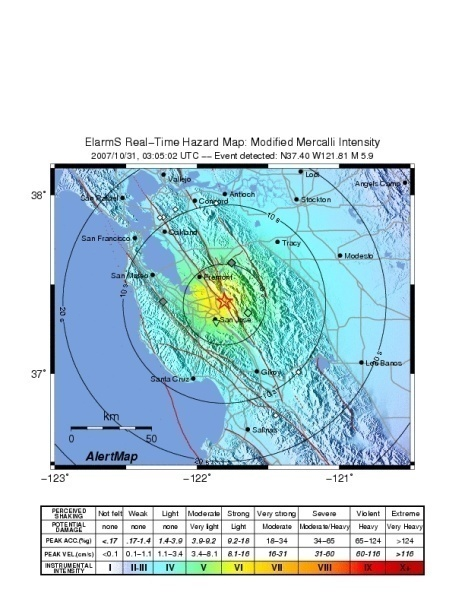 ElarmS Real-Time Hazard Map: Modified Mercalli Intensity
2007/10/31, 03:05:02 UTC -- Event detected: N37.40 W121.81 M 5.9
38°
Vallejo
Lodi
Angels Camp
San Rafael
Antioch
Concord
Stockton
10 s
San Francisco
Oakland
Tracy
Modesto
San Mateo
Fremont
10 s
20 s
San Jose
20 s
Los Banos
37°
Gilroy
Santa Cruz
10 s
km
0 50
Salinas
AlertMap
20 s
-123° -122° -121°
PERCEIVED SHAKING Not felt Weak Light Moderate Strong Very strong Severe Violent Extreme
POTENTIAL DAMAGE none none none Very light Light Moderate Moderate/Heavy Heavy Very Heavy
PEAK ACC.(%g) <.17 .17-1.4 1.4-3.9 3.9-9.2 9.2-18 18-34 34-65 65-124 >124
PEAK VEL.(cm/s) <0.1 0.1-1.1 1.1-3.4 3.4-8.1 8.1-16 16-31 31-60 60-116 >116
INSTRUMENTAL INTENSITY I II-III IV V VI VII VIII IX X+